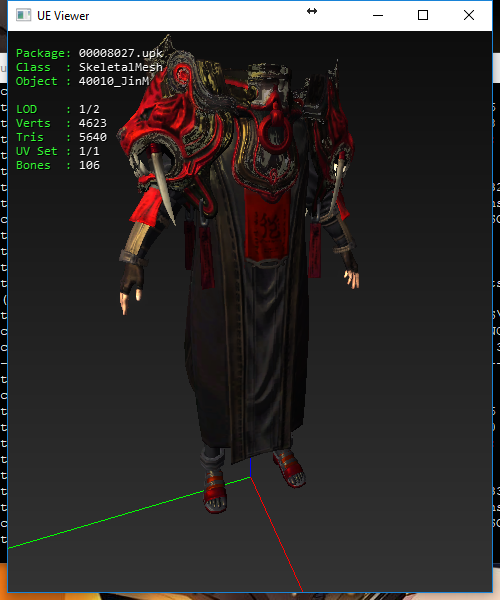 UE Viewer
Package: 00008027.upk
Class : SkeletalMesh
Object : 40010_JinM
LOD : 1/2
Verts : 4623
Tris : 5640
UV Set : 1/1
Bones : 106